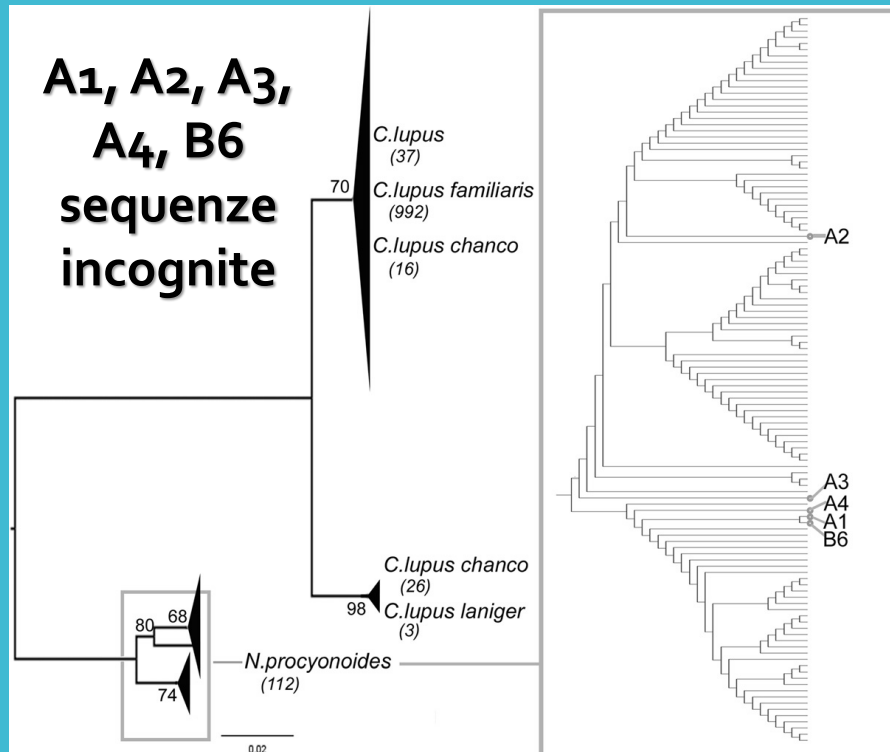 A1, A2, A3,
A4, B6
sequenze
incognite
70
C.lupus
(37)
C.lupus familiaris
(992)
C.lupus chanco
(16)
98
C.lupus chanco
(26)
C.lupus laniger
(3)
80
68
74
N.procyonoides
(112)
0.02
A2
A3
A4
A1
B6